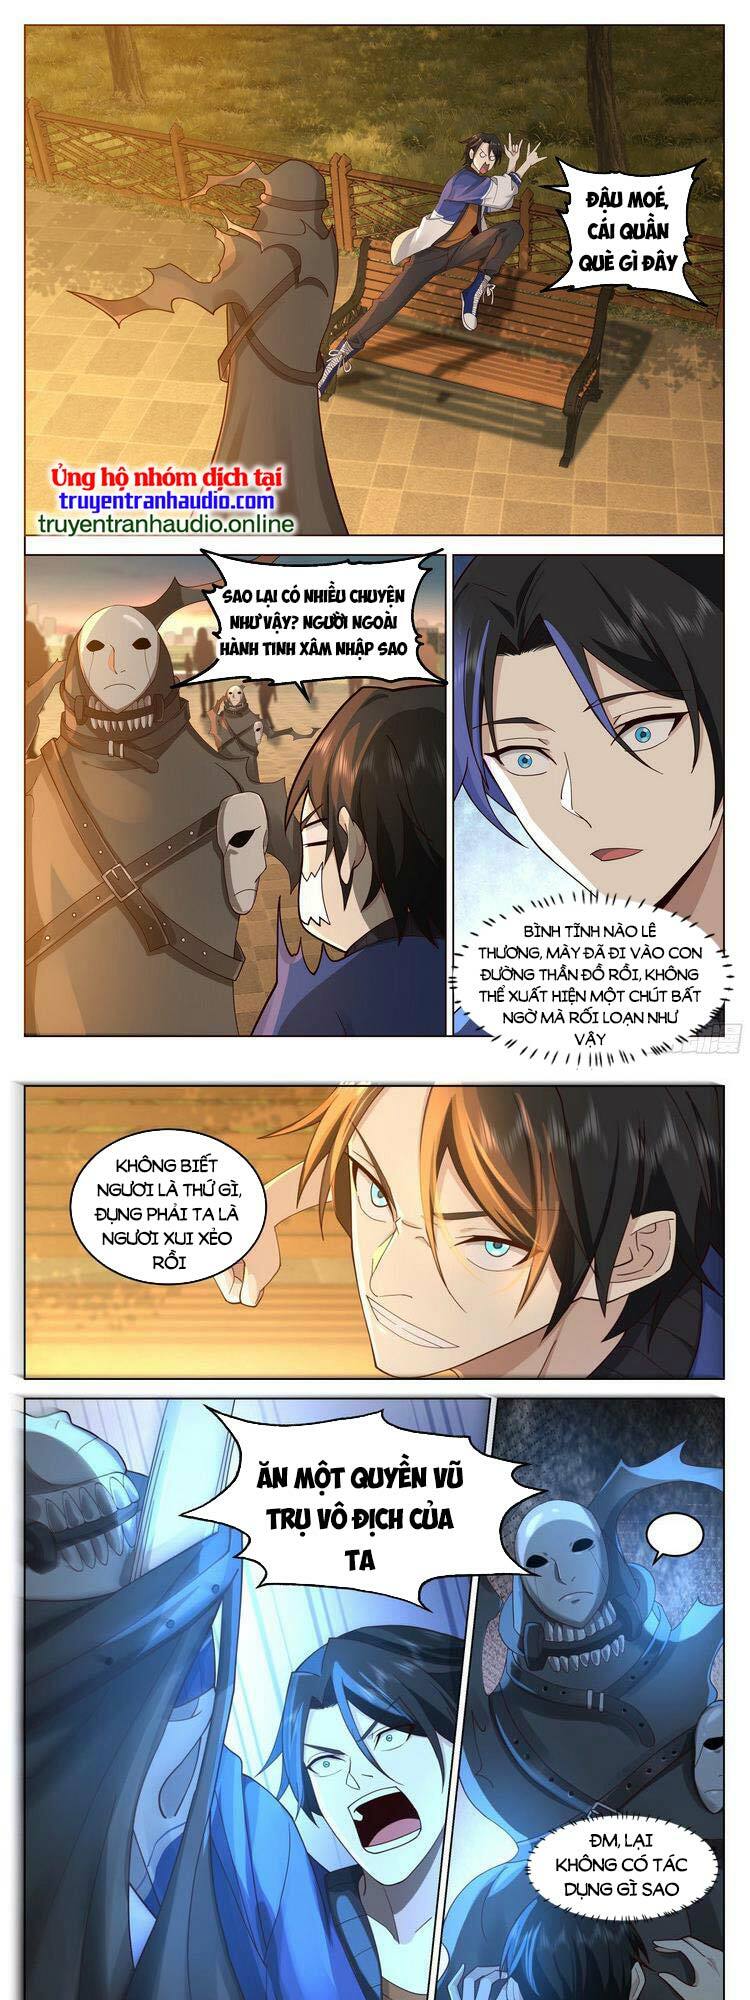 ĐẬU MOÉ,
CÁI QUẦN
QUÈ GÌ ĐÂY
Ủng hộ nhóm dịch tại
truyentranhaudio.com
truyentranhaudio.online
SAO LẠI CÓ NHIỀU CHUYỆN
NHƯ VẬY? NGƯỜI NGOÀI
HÀNH TINH XÂM NHẬP SAO
BÌNH TĨNH NÀO LÊ
THƯƠNG, MÀY ĐÃ ĐI VÀO CON
ĐƯỜNG THẦN ĐỒ RỒI, KHÔNG
THỂ XUẤT HIỆN MỘT CHÚT BẤT
NGỜ MÀ RỐI LOẠN NHƯ
VẬY
KHÔNG BIẾT
NGƯƠI LÀ THỨ GÌ,
ĐỤNG PHẢI TA LÀ
NGƯƠI XUI XẺO
RỒI
ĂN MỘT QUYỀN VŨ
TRỤ VÔ ĐỊCH CỦA
TA
ĐM, LẠI
KHÔNG CÓ TÁC
DỤNG GÌ SAO